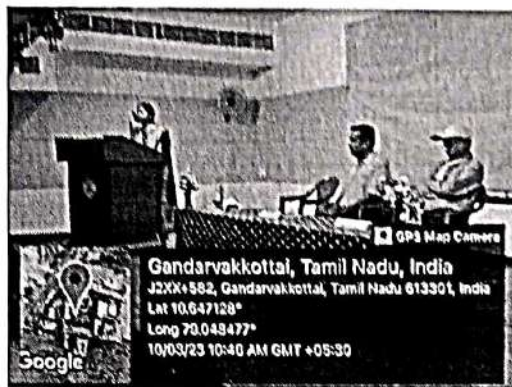 GPS Map Camera
Gandarvakkottai, Tamil Nadu, India
J2XX+582, Gandarvakkottai, Tamil Nadu 613301, India
Lat 10.647128°
Long 79.048477°
10/03/23 10:40 AM GMT +05:30
Google